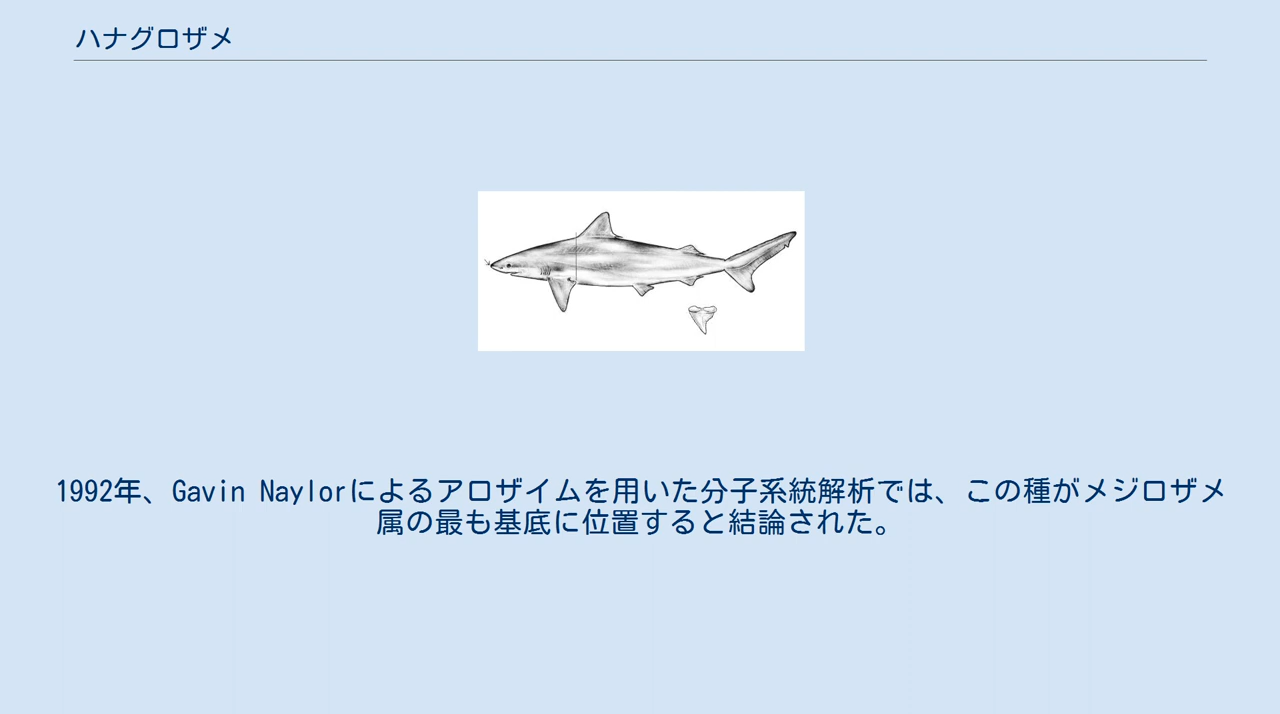 ハナグロザメ
1992年、Gavin Naylorによるアロザイムを用いた分子系統解析では、この種がメジロザメ
属の最も基底に位置すると結論された。